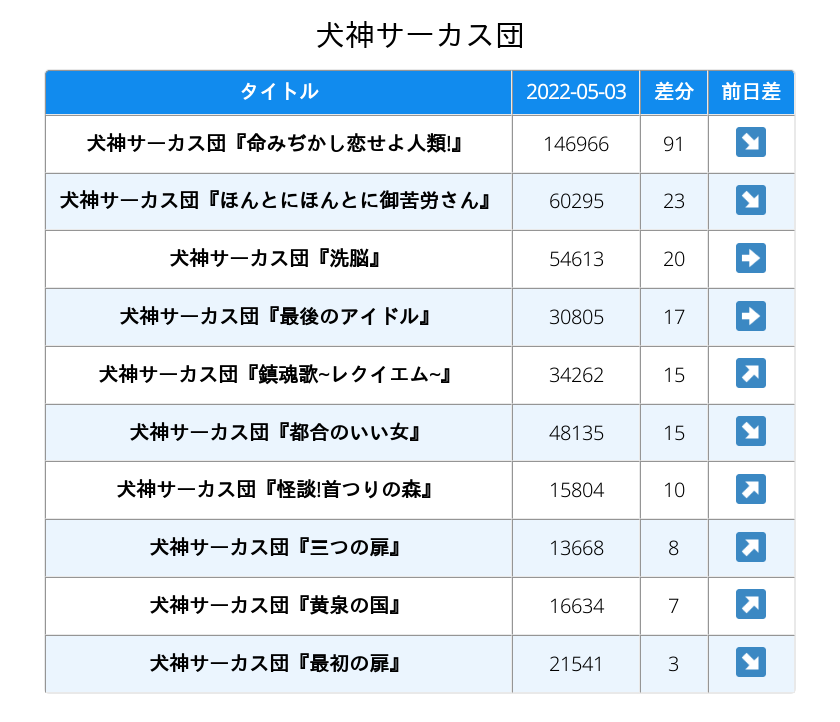 犬神サーカス団
タイトル 2022-05-03 差分 前日差
犬神サーカス団『命みぢかし恋せよ人類!』 146966 91 ↘
犬神サーカス団『ほんとにほんとに御苦労さん』 60295 23 ↘
犬神サーカス団『洗脳』 54613 20 ➡
犬神サーカス団『最後のアイドル』 30805 17 ➡
犬神サーカス団『鎮魂歌~レクイエム~』 34262 15 ↗
犬神サーカス団『都合のいい女』 48135 15 ↘
犬神サーカス団『怪談!首つりの森』 15804 10 ↗
犬神サーカス団『三つの扉』 13668 8 ↗
犬神サーカス団『黄泉の国』 16634 7 ↗
犬神サーカス団『最初の扉』 21541 3 ↘